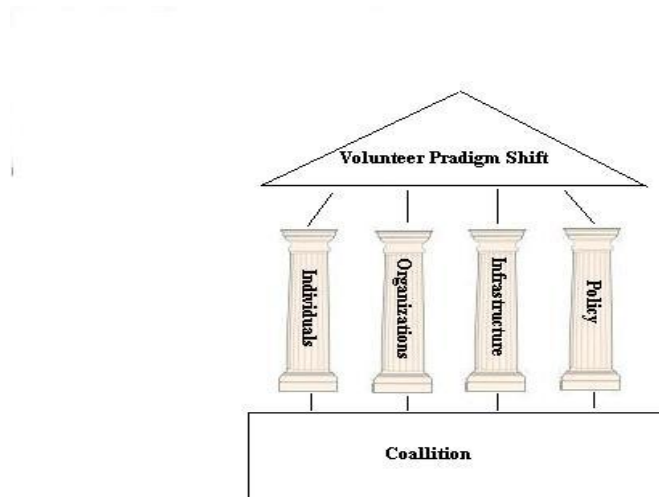 Volunteer Pradigm Shift
Individuals
Organizations
Infrastructure
Policy
Coallition